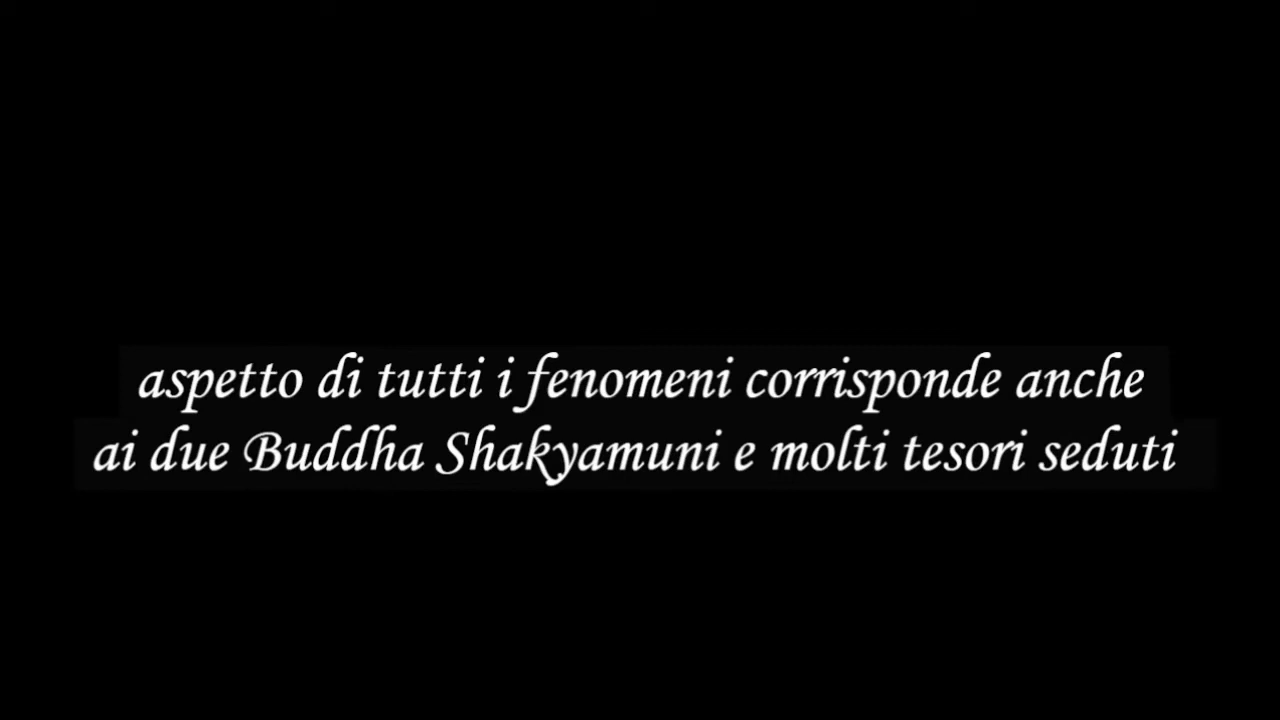 aspetto di tutti i fenomeni corrisponde anche
ai due Buddha Shakyamuni e molti tesori seduti